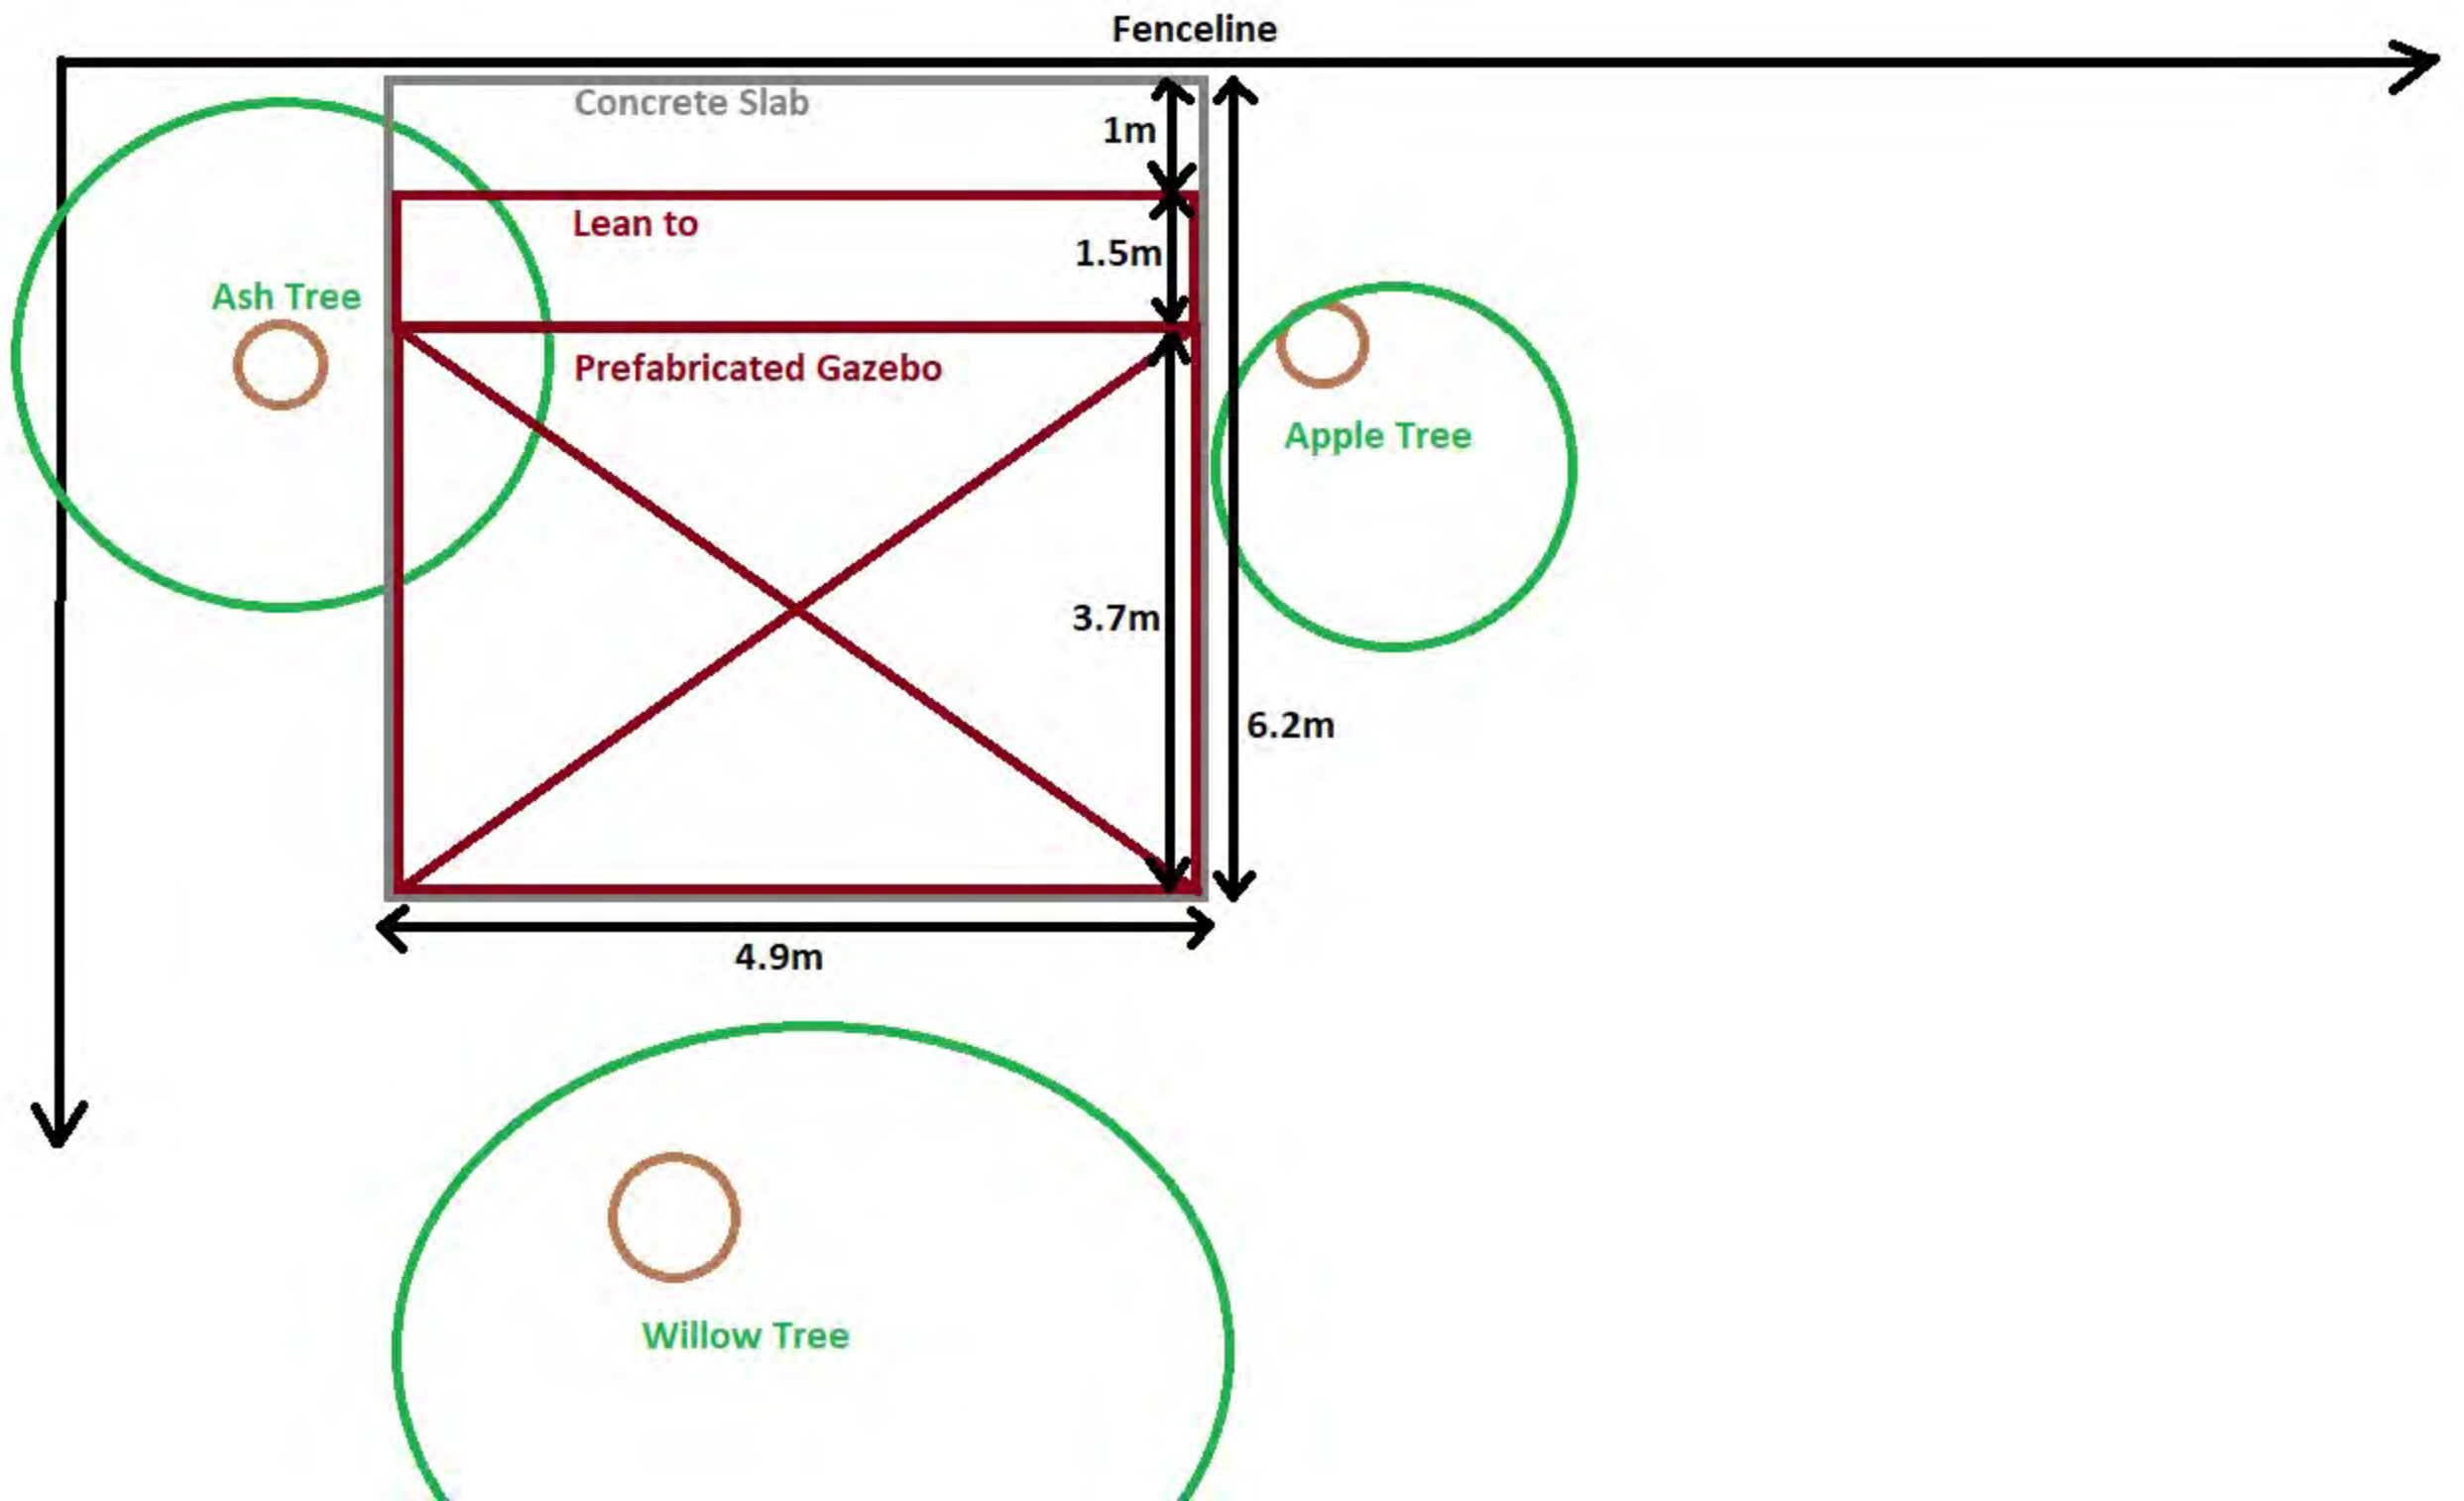 Fenceline
Concrete Slab
1m
Lean to
1.5m
Ash Tree
Prefabricated Gazebo
Apple Tree
3.7m
6.2m
4.9m
Willow Tree